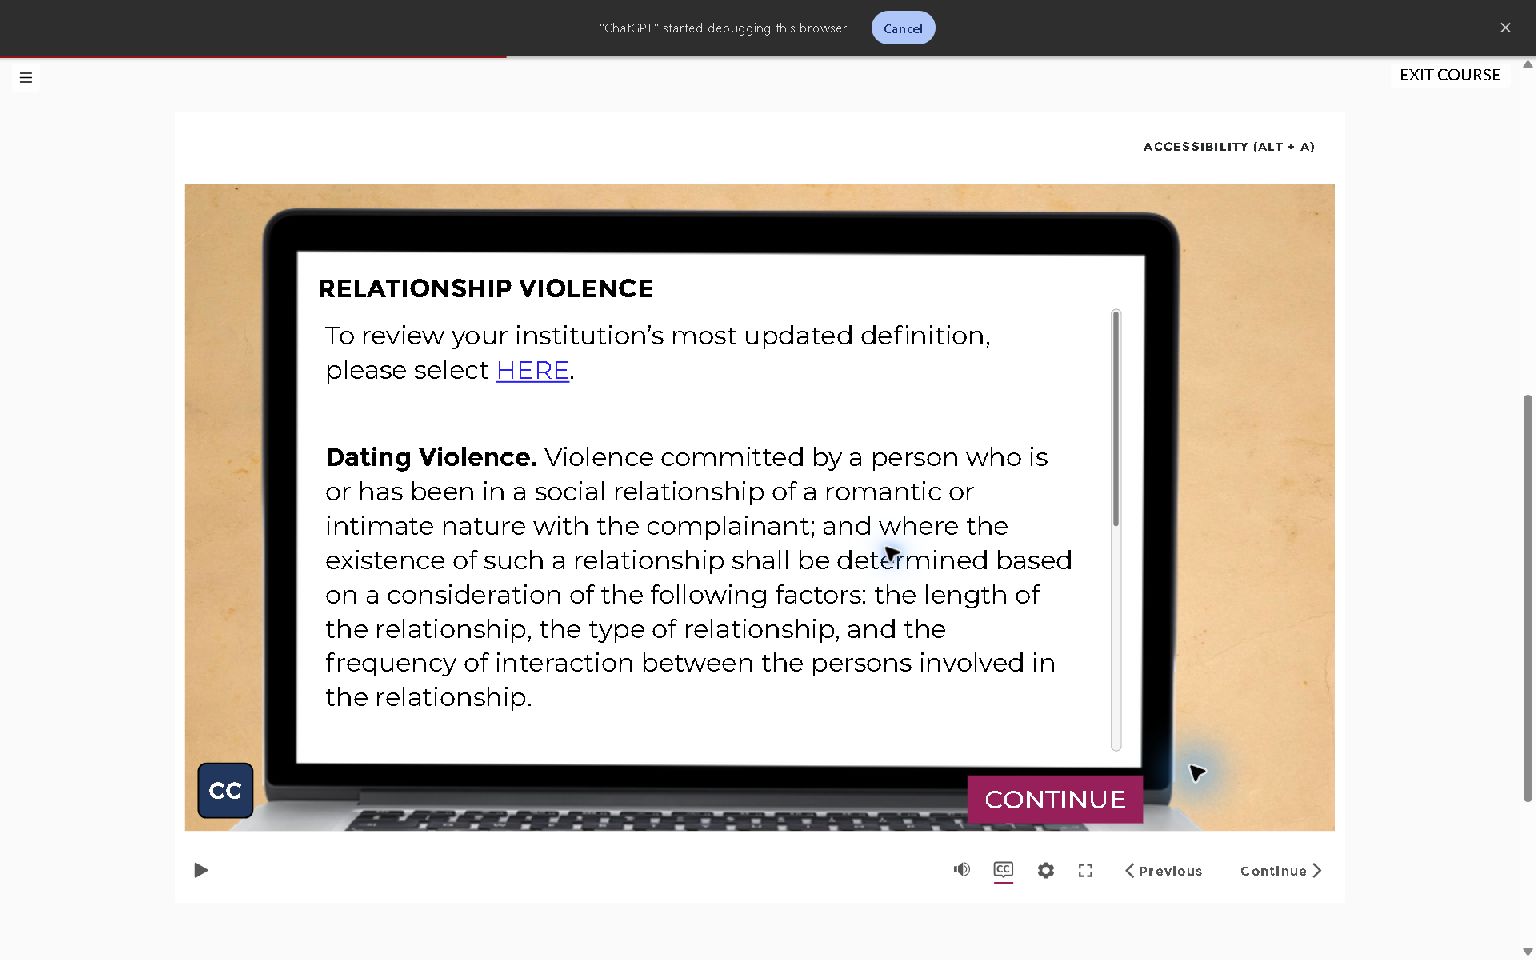 "ChatGPT" started debugging this browser
Cancel
EXIT COURSE
ACCESSIBILITY (ALT + A)
RELATIONSHIP VIOLENCE
To review your institution's most updated definition,
please select HERE.
Dating Violence. Violence committed by a person who is
or has been in a social relationship of a romantic or
intimate nature with the complainant; and where the
existence of such a relationship shall be determined based
on a consideration of the following factors: the length of
the relationship, the type of relationship, and the
frequency of interaction between the persons involved in
the relationship.
CC
CONTINUE
CC
Previous
Continue